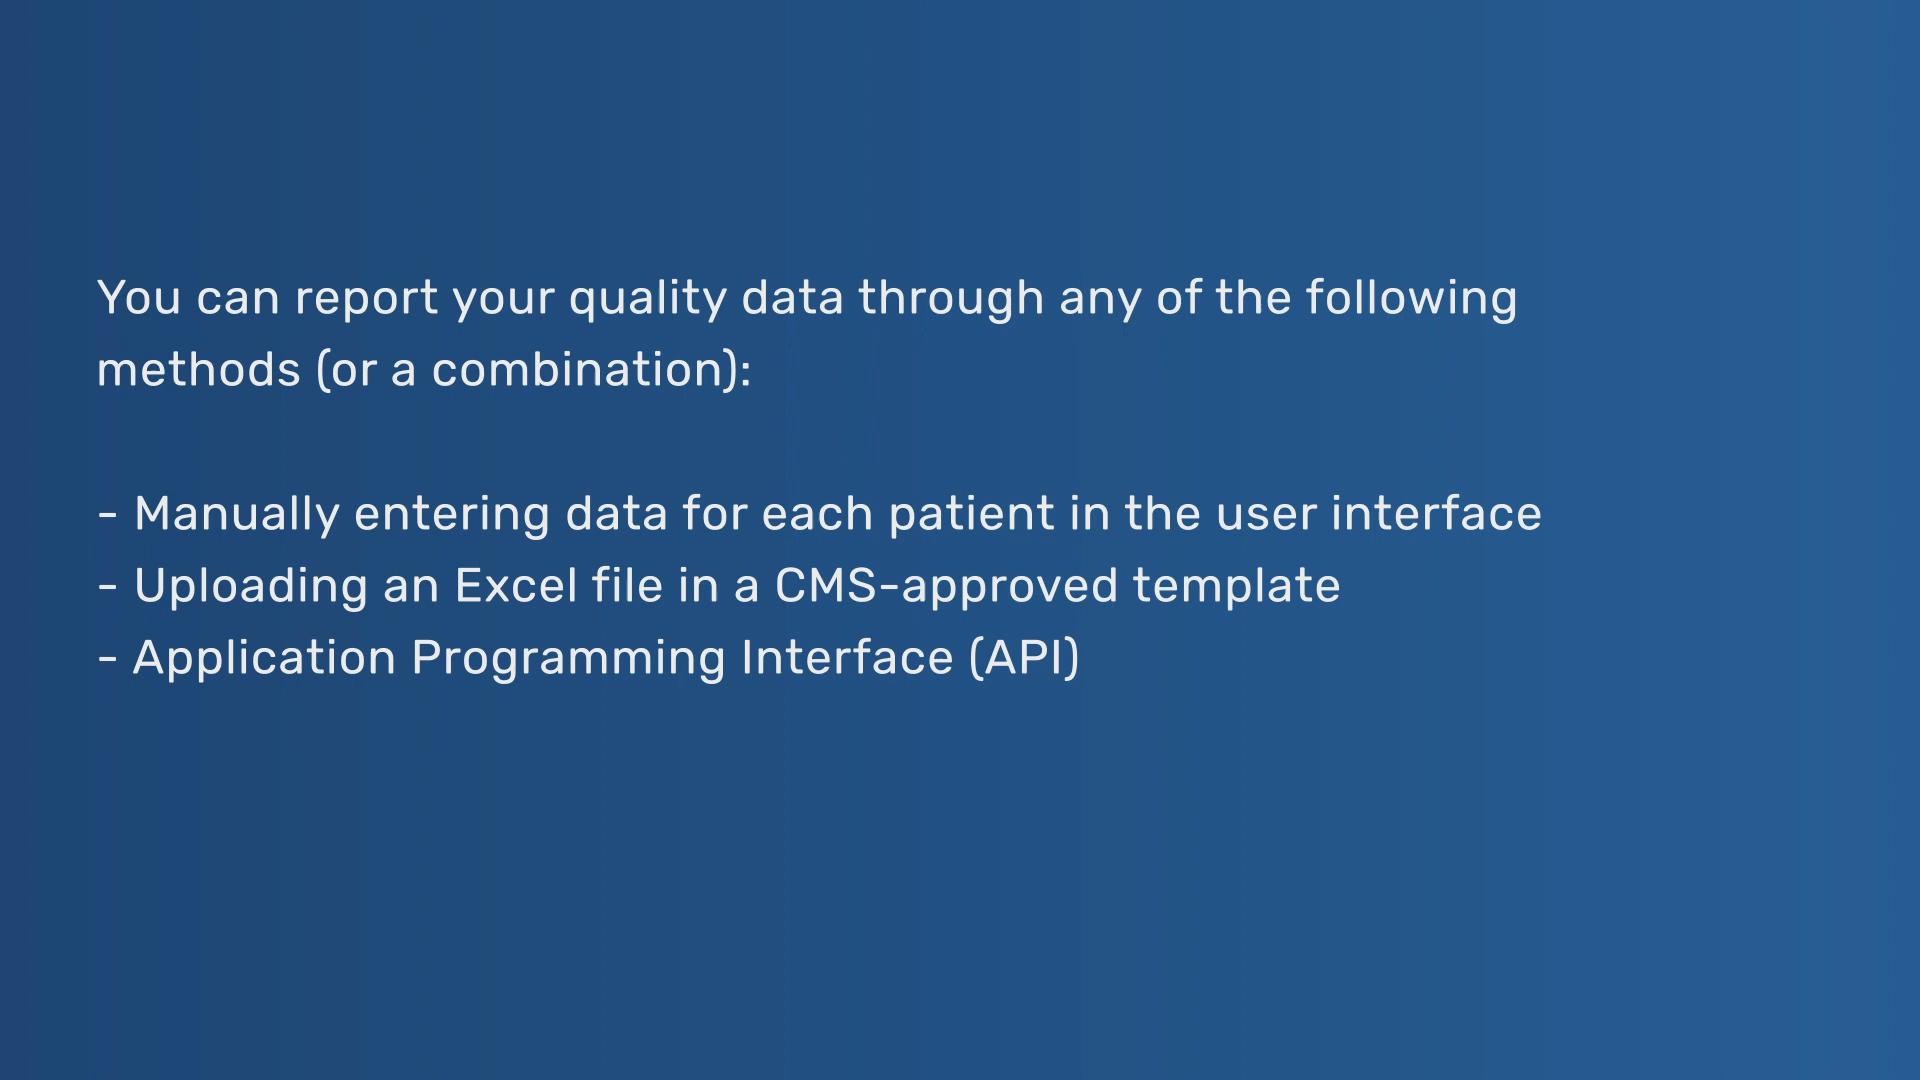 You can report your quality data through any of the following
methods (or a combination):
- Manually entering data for each patient in the user interface
- Uploading an Excel file in a CMS-approved template
- Application Programming Interface (API)